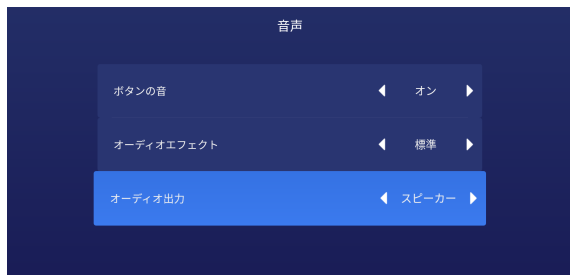 音声
ボタンの音 オン
オーディオエフェクト 標準
オーディオ出力 スピーカー